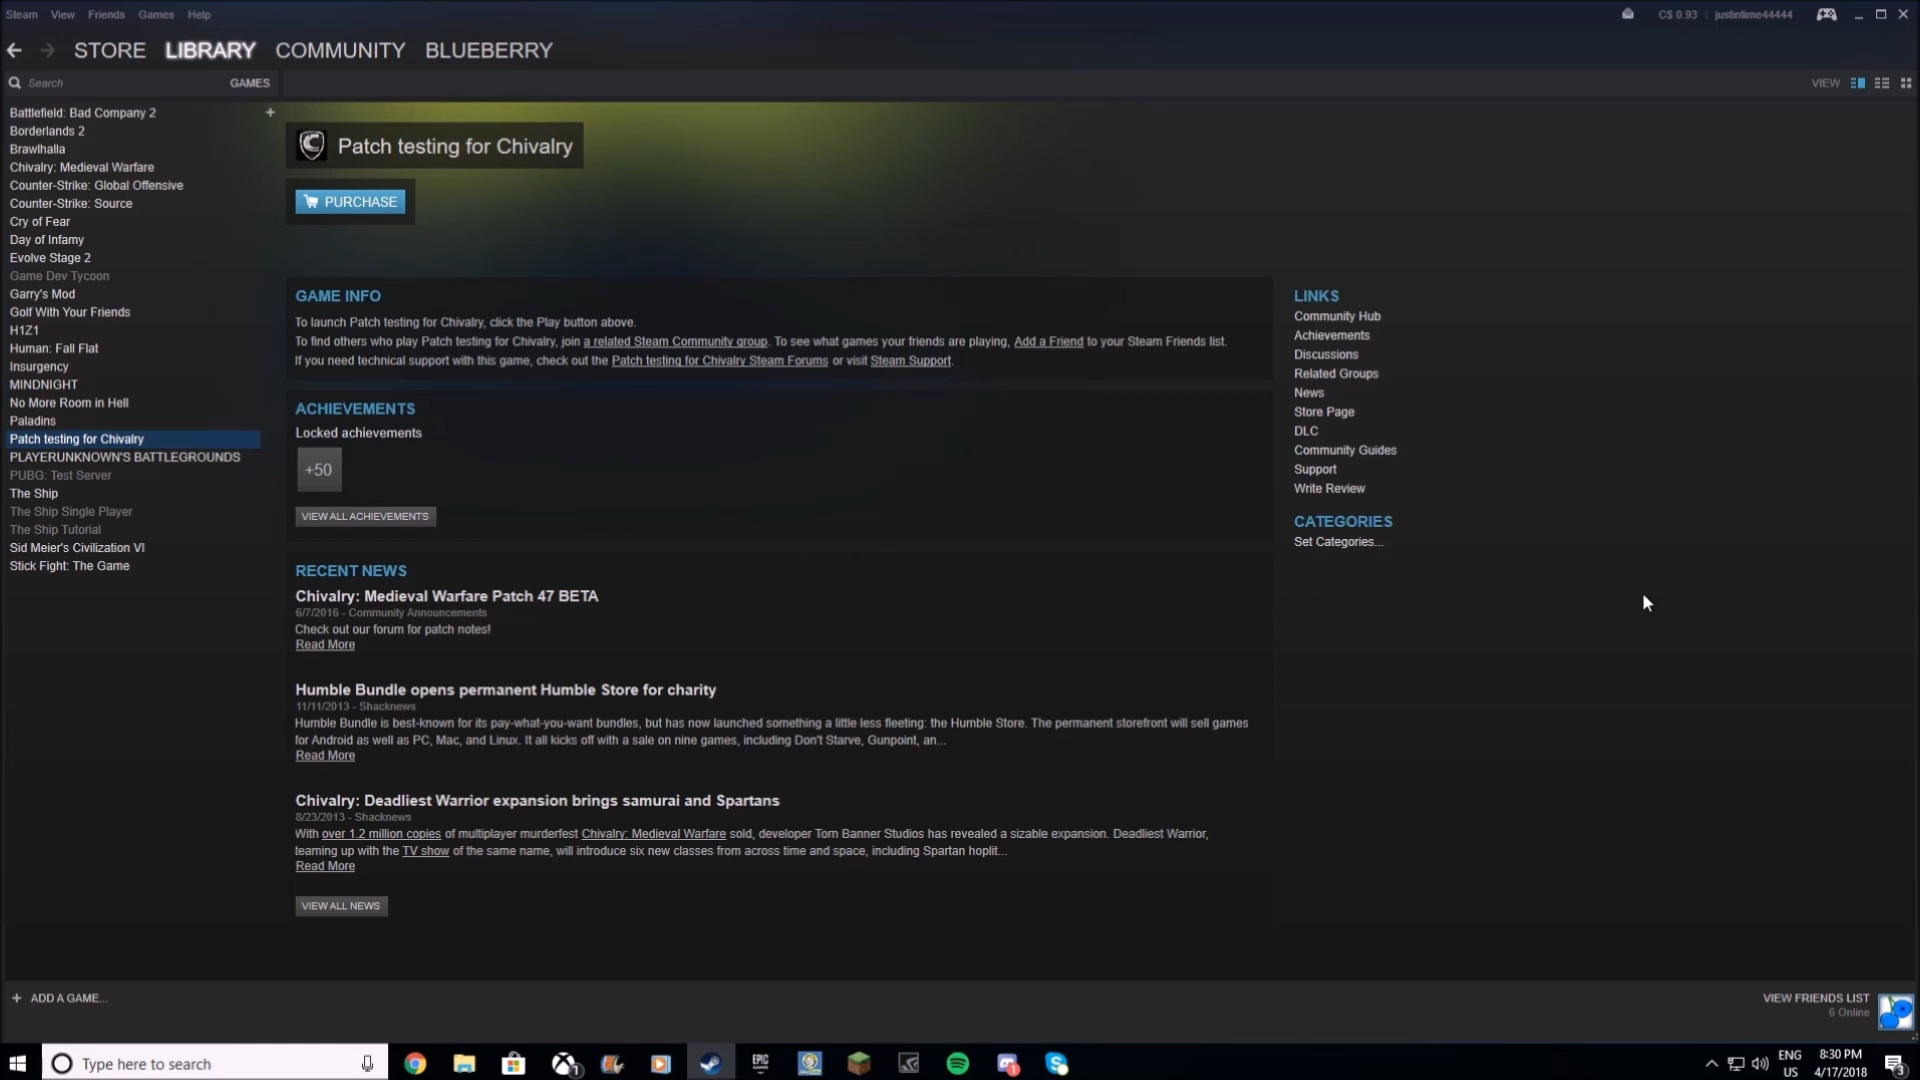 Steam View Friends Games Help
C$ 0.93 | justintime44444
STORE LIBRARY COMMUNITY BLUEBERRY
Search GAMES
VIEW
Battlefield: Bad Company 2
Borderlands 2
Brawlhalla
Chivalry: Medieval Warfare
Counter-Strike: Global Offensive
Counter-Strike: Source
Cry of Fear
Day of Infamy
Evolve Stage 2
Game Dev Tycoon
Garry's Mod
Golf With Your Friends
H1Z1
Human: Fall Flat
Insurgency
MINDNIGHT
No More Room in Hell
Paladins
Patch testing for Chivalry
PLAYERUNKNOWN'S BATTLEGROUNDS
PUBG: Test Server
The Ship
The Ship Single Player
The Ship Tutorial
Sid Meier's Civilization VI
Stick Fight: The Game
Patch testing for Chivalry
PURCHASE
GAME INFO
To launch Patch testing for Chivalry, click the Play button above.
To find others who play Patch testing for Chivalry, join a related Steam Community group. To see what games your friends are playing, Add a Friend to your Steam Friends list.
If you need technical support with this game, check out the Patch testing for Chivalry Steam Forums or visit Steam Support.
ACHIEVEMENTS
Locked achievements
+50
VIEW ALL ACHIEVEMENTS
RECENT NEWS
Chivalry: Medieval Warfare Patch 47 BETA
6/7/2016 - Community Announcements
Check out our forum for patch notes!
Read More
Humble Bundle opens permanent Humble Store for charity
11/11/2013 - Shacknews
Humble Bundle is best-known for its pay-what-you-want bundles, but has now launched something a little less fleeting: the Humble Store. The permanent storefront will sell games
for Android as well as PC, Mac, and Linux. It all kicks off with a sale on nine games, including Don't Starve, Gunpoint, an...
Read More
Chivalry: Deadliest Warrior expansion brings samurai and Spartans
8/23/2013 - Shacknews
With over 1.2 million copies of multiplayer murderfest Chivalry: Medieval Warfare sold, developer Torn Banner Studios has revealed a sizable expansion. Deadliest Warrior,
teaming up with the TV show of the same name, will introduce six new classes from across time and space, including Spartan hoplit...
Read More
VIEW ALL NEWS
LINKS
Community Hub
Achievements
Discussions
Related Groups
News
Store Page
DLC
Community Guides
Support
Write Review
CATEGORIES
Set Categories...
+ ADD A GAME...
VIEW FRIENDS LIST
6 Online
Type here to search
1
EPIC
1
ENG
US
8:30 PM
4/17/2018
3